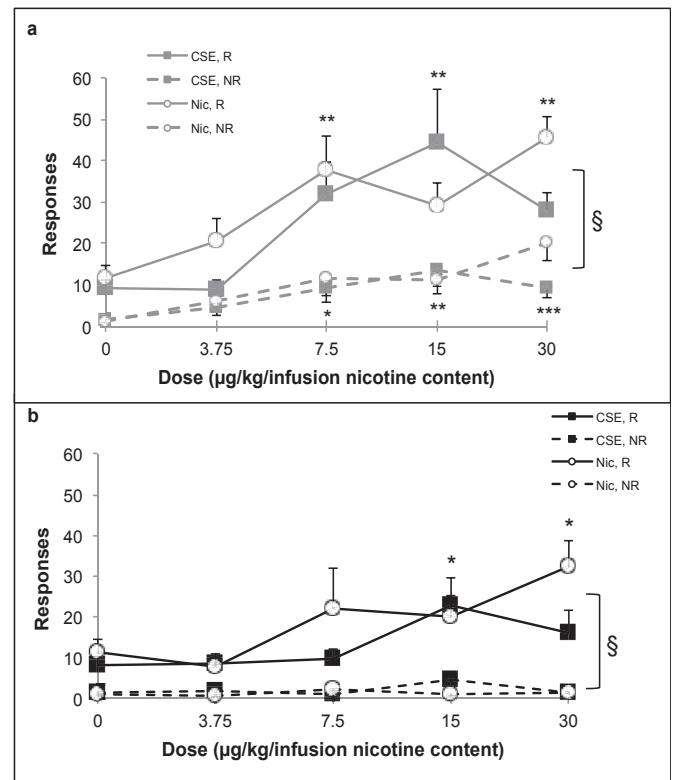 a
CSE, R
CSE, NR
Nic, R
Nic, NR
60
50
40
30
20
10
0
Responses
**
**
**
§
*
**
***
0 3.75 7.5 15 30
Dose (µg/kg/infusion nicotine content)
b
CSE, R
CSE, NR
Nic, R
Nic, NR
60
50
40
30
20
10
0
Responses
*
*
§
0 3.75 7.5 15 30
Dose (µg/kg/infusion nicotine content)